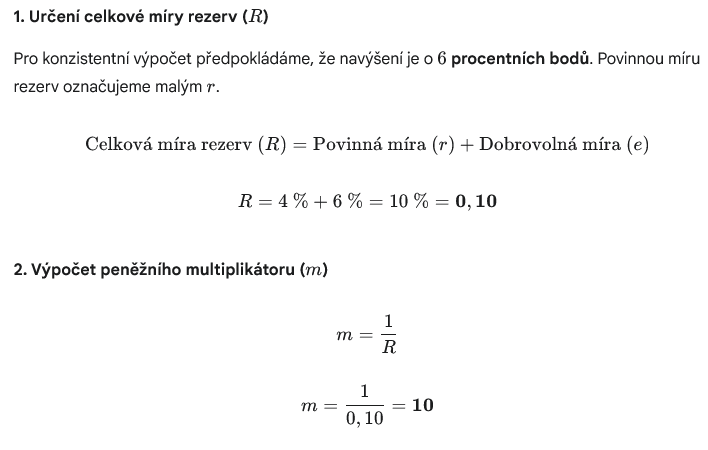 1. Určení celkové míry rezerv (R)
Pro konzistentní výpočet předpokládáme, že navýšení je o 6 procentních bodů. Povinnou míru
rezerv označujeme malým r.
Celková míra rezerv (R) = Povinná míra (r) + Dobrovolná míra (e)
R = 4 % + 6 % = 10 % = 0, 10
2. Výpočet peněžního multiplikátoru (m)
m = 1/R
m = 1/0, 10 = 10